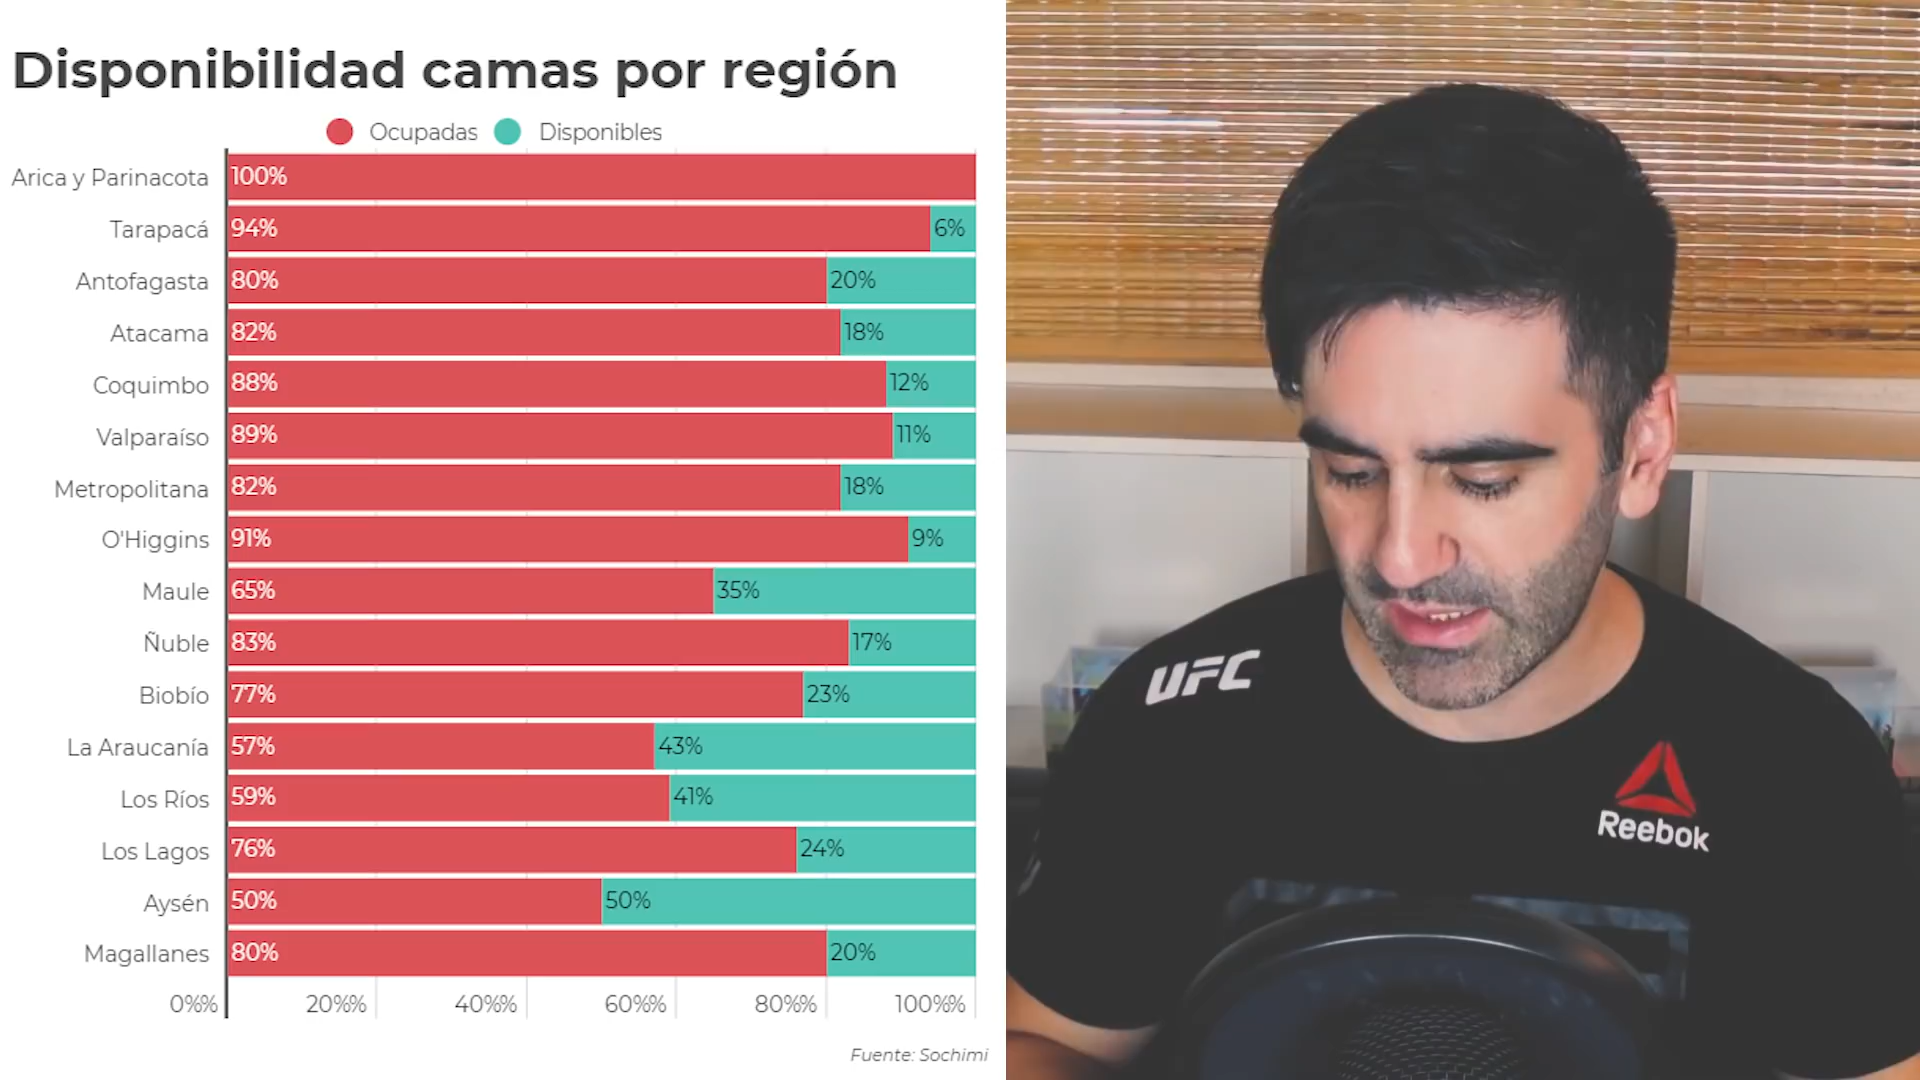 Disponibilidad camas por región
Ocupadas Disponibles
Arica y Parinacota 100%
Tarapacá 94% 6%
Antofagasta 80% 20%
Atacama 82% 18%
Coquimbo 88% 12%
Valparaíso 89% 11%
Metropolitana 82% 18%
O'Higgins 91% 9%
Maule 65% 35%
Ñuble 83% 17%
Biobío 77% 23%
La Araucanía 57% 43%
Los Ríos 59% 41%
Los Lagos 76% 24%
Aysén 50% 50%
Magallanes 80% 20%
0%% 20%% 40%% 60%% 80%% 100%%
Fuente: Sochimi
UFC
Reebok